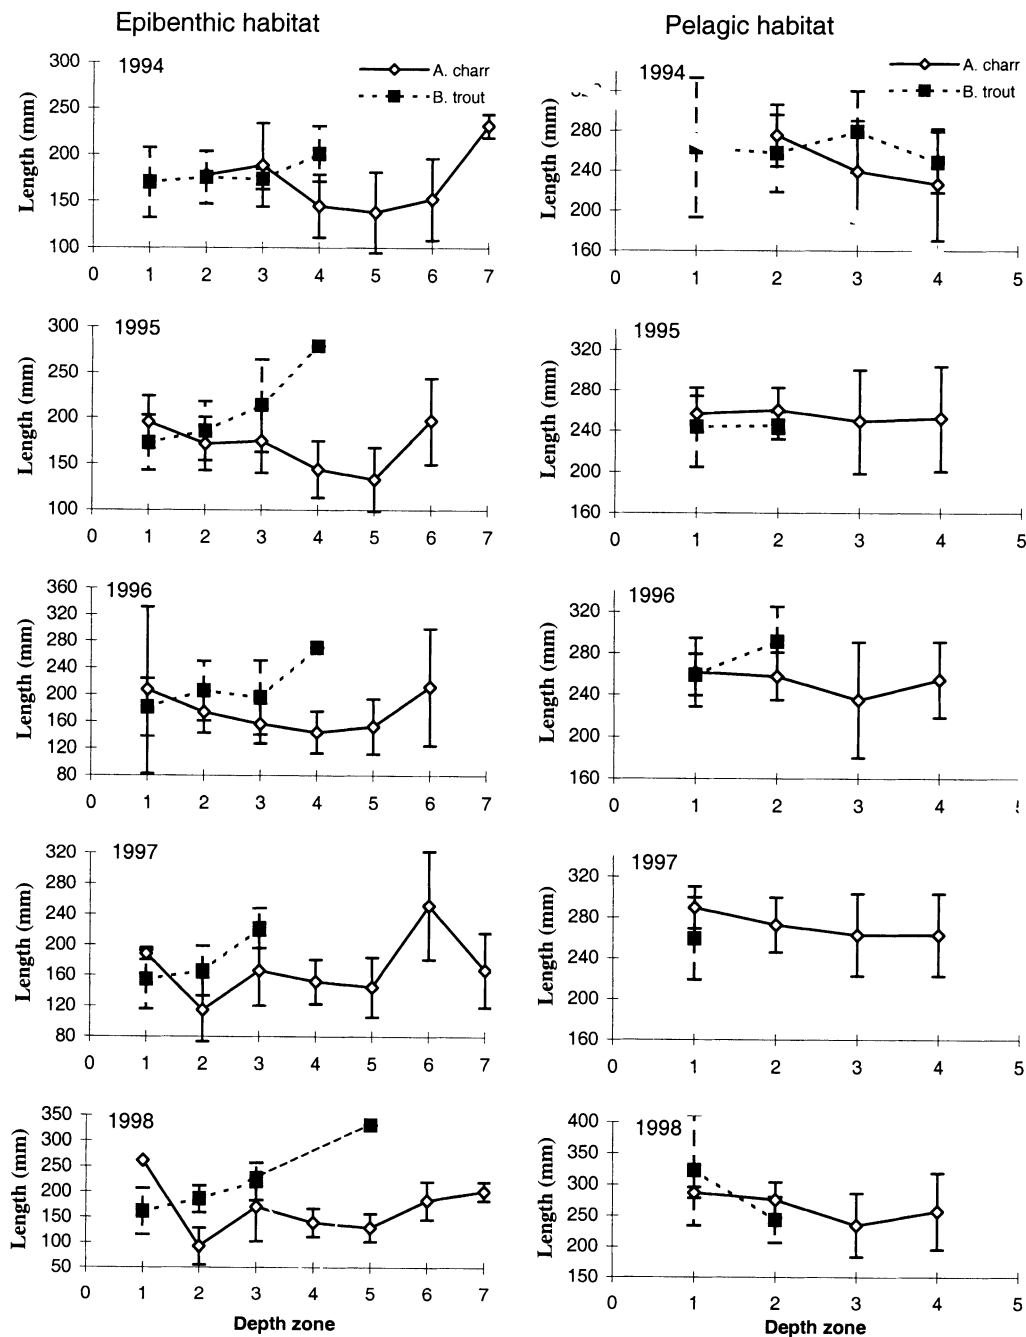 Epibenthic habitat
Pelagic habitat
1994
A. charr
B. trout
Length (mm)
300
250
200
150
100
0 1 2 3 4 5 6 7
1994
A. charr
B. trout
Length (mm)
280
240
200
160
0 1 2 3 4 5
1995
Length (mm)
300
250
200
150
100
0 1 2 3 4 5 6 7
1995
Length (mm)
320
280
240
200
160
0 1 2 3 4 5
1996
Length (mm)
360
320
280
240
200
160
120
80
0 1 2 3 4 5 6 7
1996
Length (mm)
320
280
240
200
160
0 1 2 3 4
1997
Length (mm)
320
280
240
200
160
120
80
0 1 2 3 4 5 6 7
1997
Length (mm)
320
280
240
200
160
0 1 2 3 4 5
1998
Length (mm)
350
300
250
200
150
100
50
0 1 2 3 4 5 6 7
Depth zone
1998
Length (mm)
400
350
300
250
200
150
0 1 2 3 4 5
Depth zone